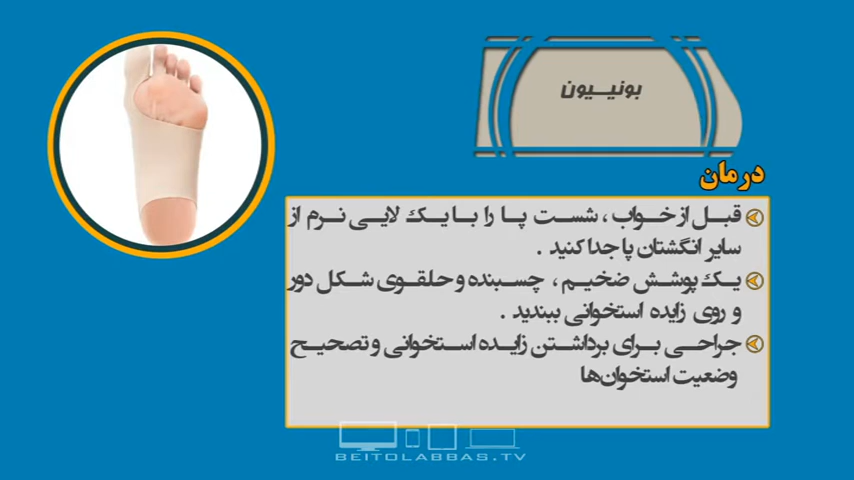 بونیـیون
درمان
قبل از خواب ، شست پا را با یک لایی نرم از
سایر انگشتان پا جدا کنید .
یک پوشش ضخیم ، چسبنده و حلقوی شکل دور
و روی زایده استخوانی ببندید .
جراحی برای برداشتن زایده استخوانی و تصحیح
وضعیت استخوان‌ها
BEITOLABBAS.TV